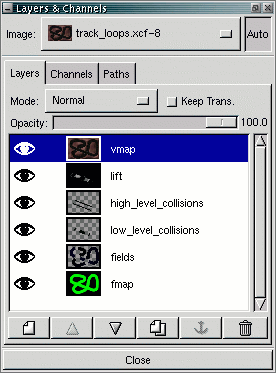 Layers & Channels
Image: track_loops.xcf-8 Auto
Layers Channels Paths
Mode: Normal Keep Trans.
Opacity: 100.0
vmap
lift
high_level_collisions
low_level_collisions
fields
fmap
Close